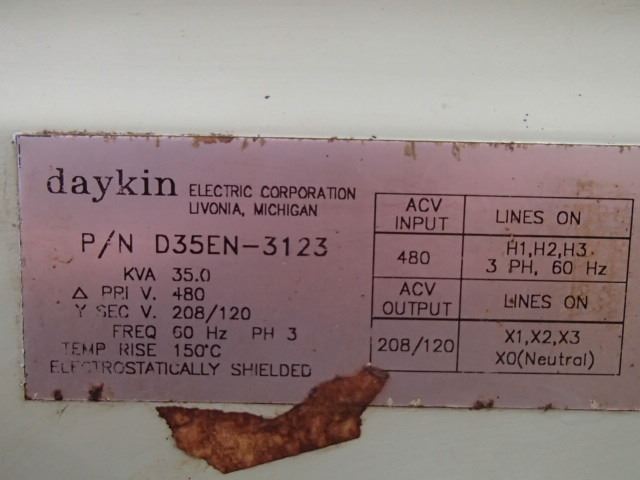 daykin ELECTRIC CORPORATION
LIVONIA, MICHIGAN
P/N D35EN-3123
KVA 35.0
Δ PRI V. 480
Y SEC V. 208/120
FREQ 60 Hz PH 3
TEMP RISE 150°C
ELECTROSTATICALLY SHIELDED
ACV INPUT LINES ON
480 H1,H2,H3
3 PH, 60 Hz
ACV OUTPUT LINES ON
208/120 X1,X2,X3
X0(Neutral)